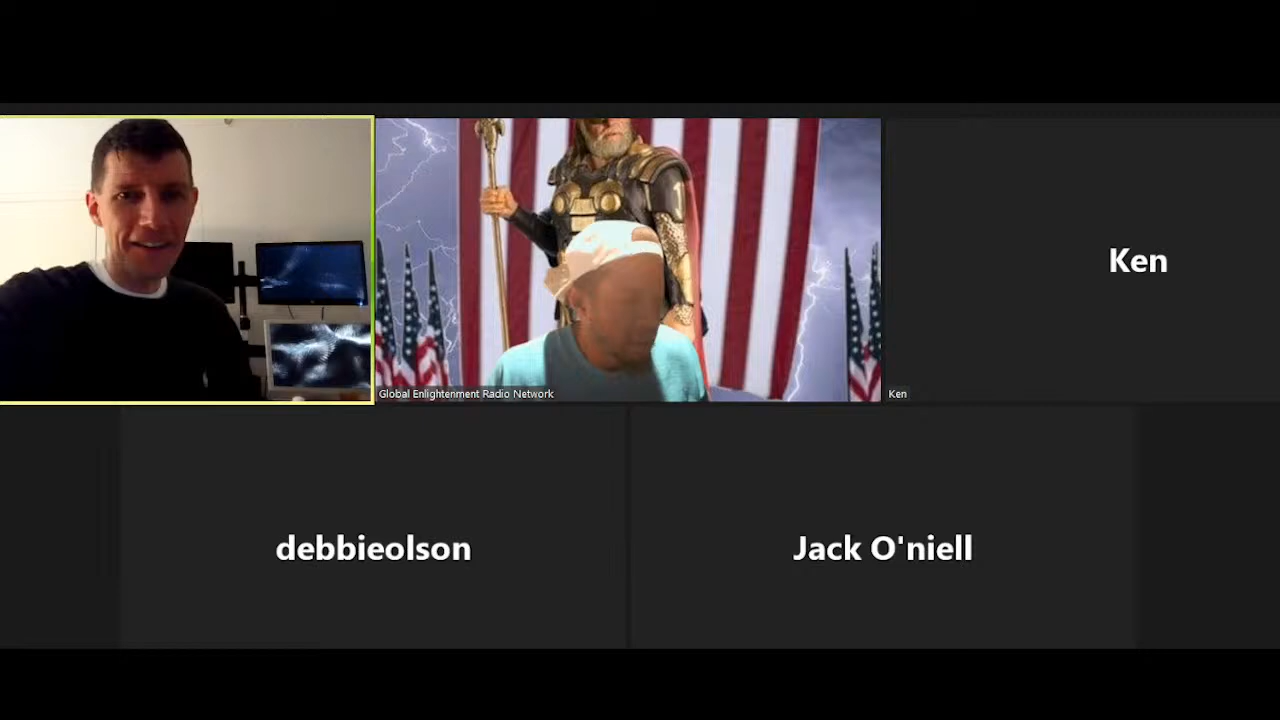 Ken
Global Enlightenment Radio Network
Ken
debbieolson
Jack O'niell